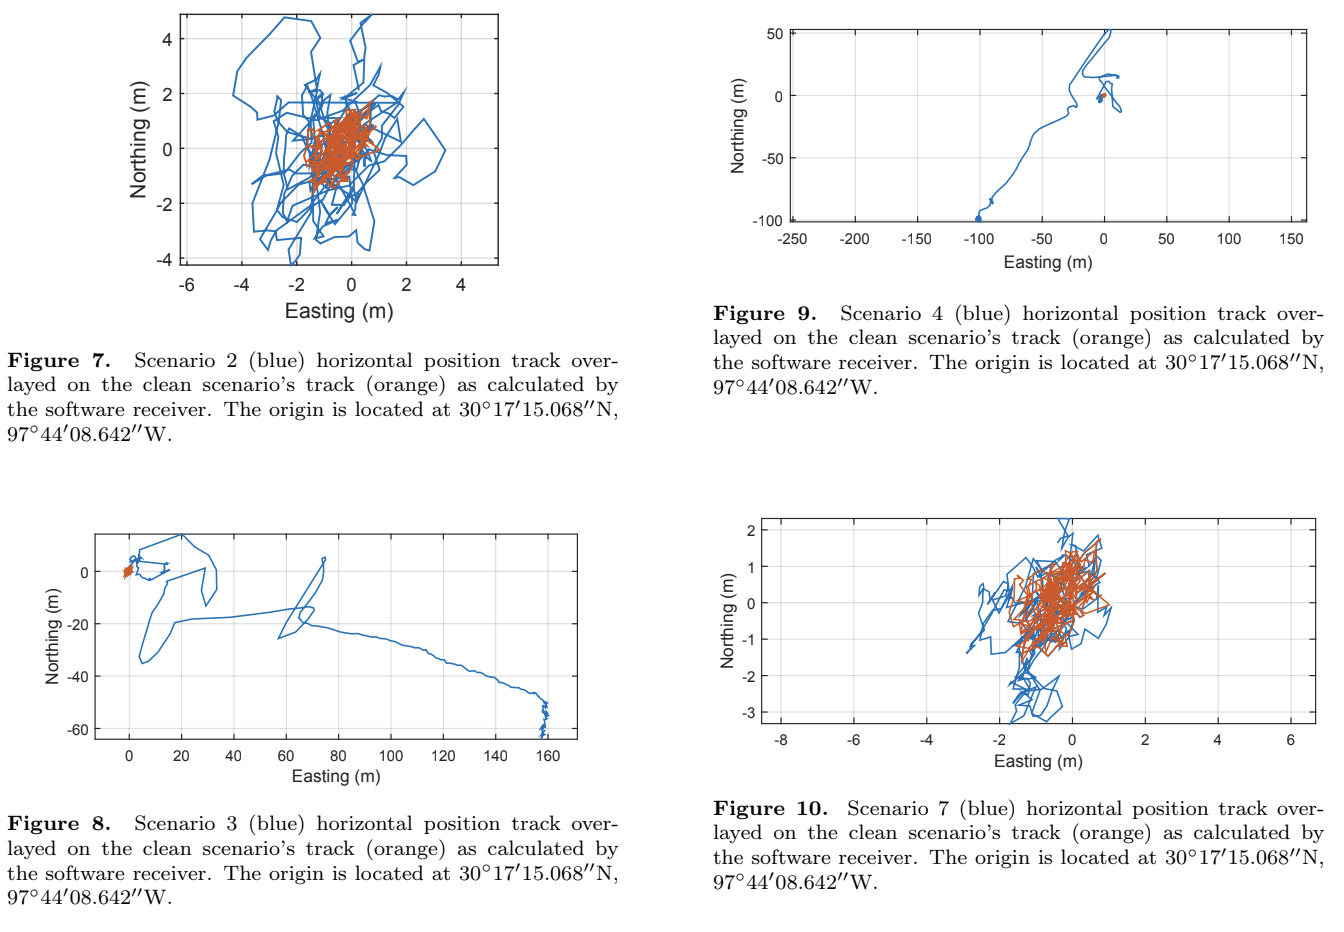 4
2
0
-2
-4
Northing (m)
-6 -4 -2 0 2 4
Easting (m)
Figure 7. Scenario 2 (blue) horizontal position track over-
layed on the clean scenario's track (orange) as calculated by
the software receiver. The origin is located at 30°17′15.068′′N,
97°44′08.642′′W.
0
-20
-40
-60
Northing (m)
0 20 40 60 80 100 120 140 160
Easting (m)
Figure 8. Scenario 3 (blue) horizontal position track over-
layed on the clean scenario's track (orange) as calculated by
the software receiver. The origin is located at 30°17′15.068′′N,
97°44′08.642′′W.
50
0
-50
-100
Northing (m)
-250 -200 -150 -100 -50 0 50 100 150
Easting (m)
Figure 9. Scenario 4 (blue) horizontal position track over-
layed on the clean scenario's track (orange) as calculated by
the software receiver. The origin is located at 30°17′15.068′′N,
97°44′08.642′′W.
2
1
0
-1
-2
-3
Northing (m)
-8 -6 -4 -2 0 2 4 6
Easting (m)
Figure 10. Scenario 7 (blue) horizontal position track over-
layed on the clean scenario's track (orange) as calculated by
the software receiver. The origin is located at 30°17′15.068′′N,
97°44′08.642′′W.